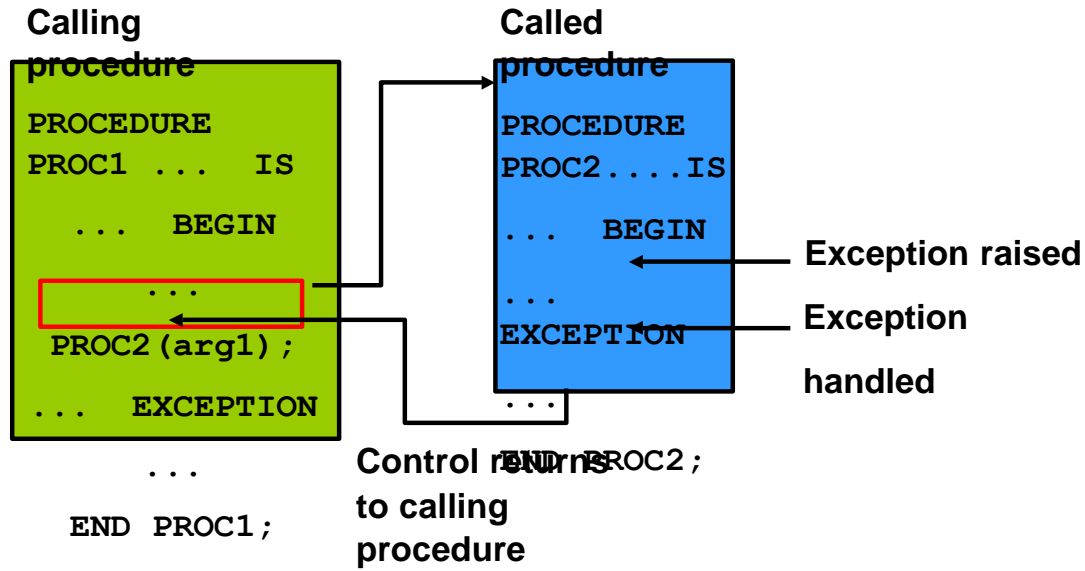 Calling
procedure
PROCEDURE
PROC1 ... IS
... BEGIN
...
PROC2(arg1);
... EXCEPTION
...
END PROC1;
Called
procedure
PROCEDURE
PROC2....IS
... BEGIN
...
EXCEPTION
...
END PROC2;
Exception raised
Exception
handled
Control returns
to calling
procedure